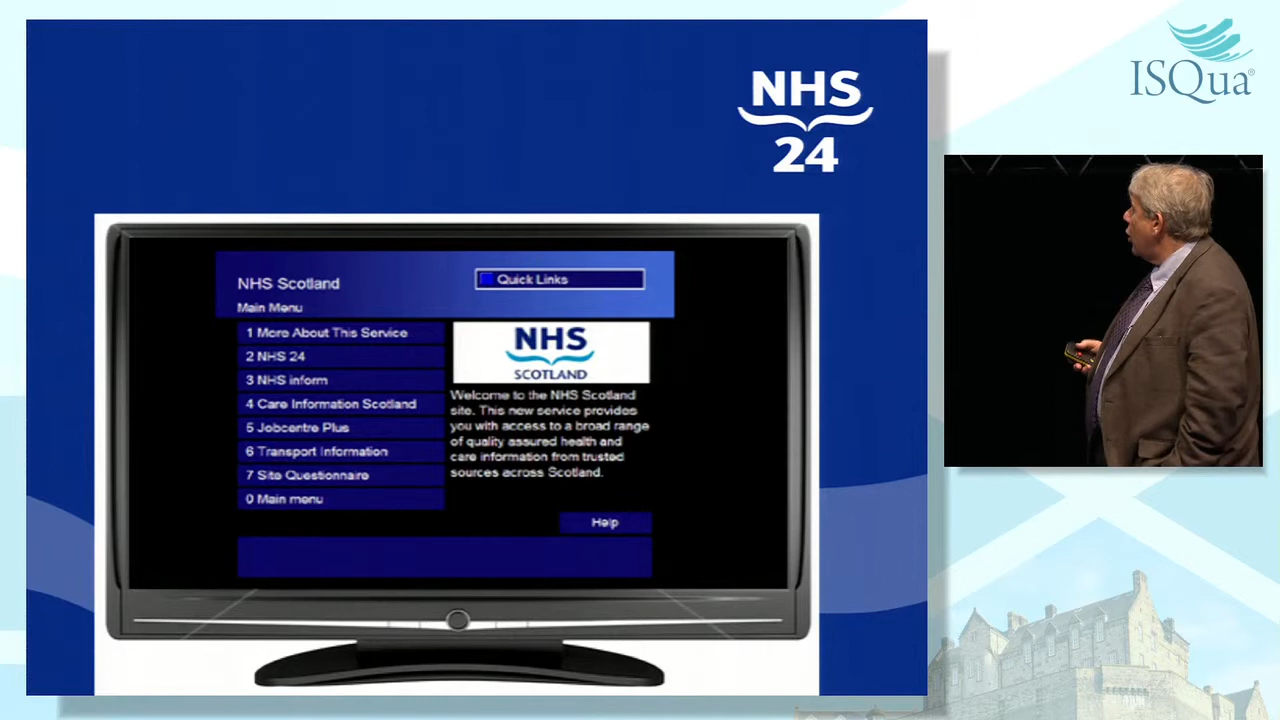 ISQua®
NHS
24
NHS Scotland
Quick Links
Main Menu
1 More About This Service
2 NHS 24
3 NHS inform
4 Care Information Scotland
5 Jobcentre Plus
6 Transport Information
7 Site Questionnaire
0 Main menu
NHS
SCOTLAND
Welcome to the NHS Scotland
site. This new service provides
you with access to a broad range
of quality assured health and
care information from trusted
sources across Scotland.
Help